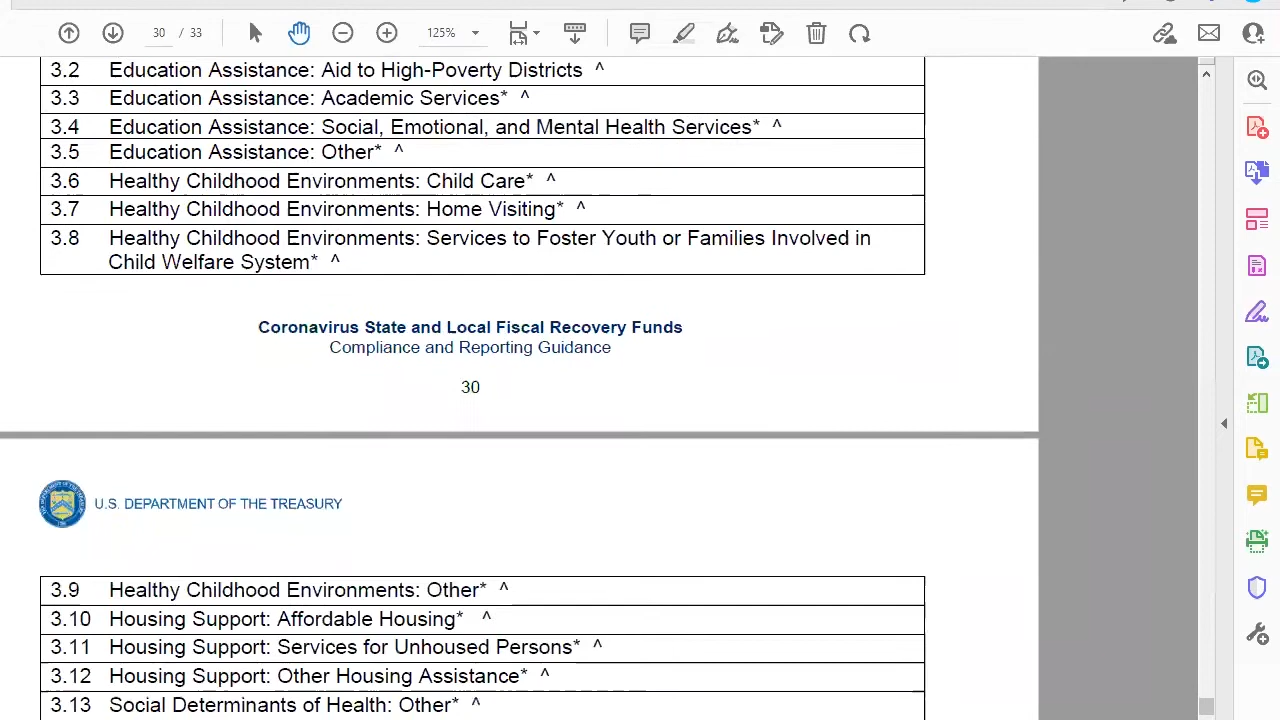 30 / 33
125%
3.2 Education Assistance: Aid to High-Poverty Districts ^
3.3 Education Assistance: Academic Services* ^
3.4 Education Assistance: Social, Emotional, and Mental Health Services* ^
3.5 Education Assistance: Other* ^
3.6 Healthy Childhood Environments: Child Care* ^
3.7 Healthy Childhood Environments: Home Visiting* ^
3.8 Healthy Childhood Environments: Services to Foster Youth or Families Involved in
Child Welfare System* ^
Coronavirus State and Local Fiscal Recovery Funds
Compliance and Reporting Guidance
30
U.S. DEPARTMENT OF THE TREASURY
3.9 Healthy Childhood Environments: Other* ^
3.10 Housing Support: Affordable Housing* ^
3.11 Housing Support: Services for Unhoused Persons* ^
3.12 Housing Support: Other Housing Assistance* ^
3.13 Social Determinants of Health: Other* ^